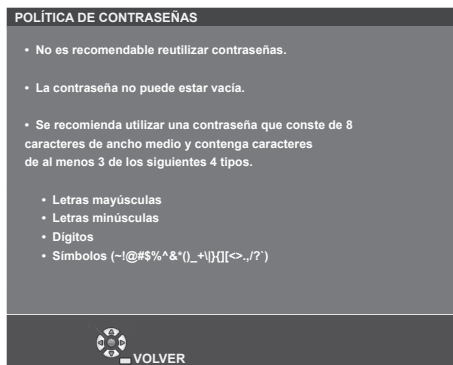 POLÍTICA DE CONTRASEÑAS
• No es recomendable reutilizar contraseñas.
• La contraseña no puede estar vacía.
• Se recomienda utilizar una contraseña que conste de 8
caracteres de ancho medio y contenga caracteres
de al menos 3 de los siguientes 4 tipos.
• Letras mayúsculas
• Letras minúsculas
• Dígitos
• Símbolos (~!@#$%^&*()_+\|}{][<>.,/?`)
VOLVER